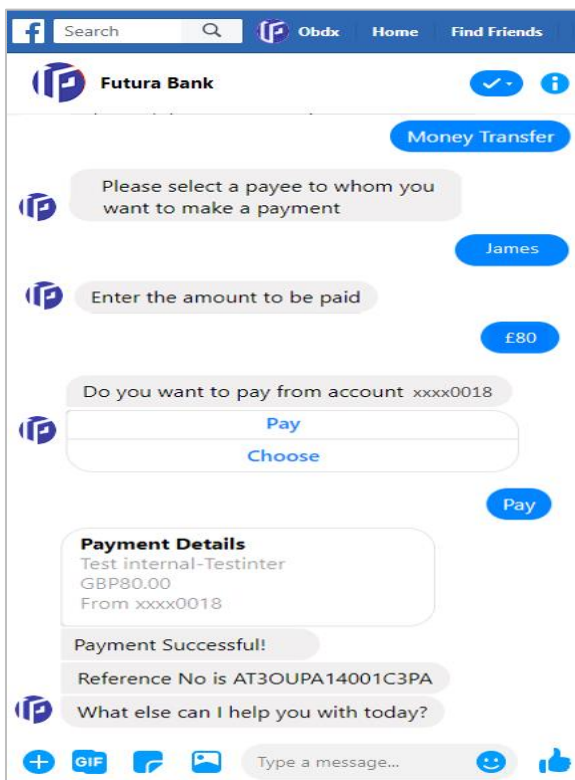 Search
Obdx
Home
Find Friends
Futura Bank
Money Transfer
Please select a payee to whom you
want to make a payment
James
Enter the amount to be paid
£80
Do you want to pay from account xxxx0018
Pay
Choose
Pay
Payment Details
Test internal-Testinter
GBP80.00
From xxxx0018
Payment Successful!
Reference No is AT3OUPA14001C3PA
What else can I help you with today?
GIF
Type a message...